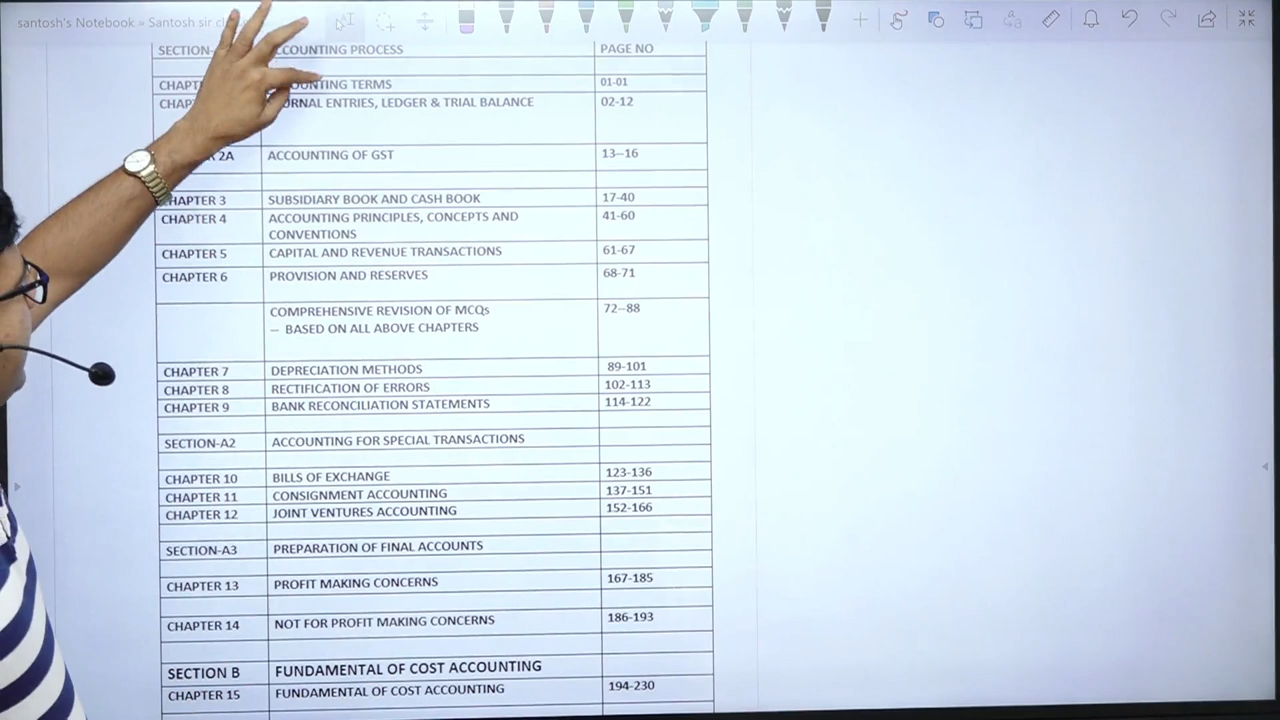 santosh's Notebook » Santosh sir
SECTION- ACCOUNTING PROCESS PAGE NO
TERMS 01-01
ENTRIES, LEDGER & TRIAL BALANCE 02-12
2A ACCOUNTING OF GST 13–16
CHAPTER 3 SUBSIDIARY BOOK AND CASH BOOK 17-40
CHAPTER 4 ACCOUNTING PRINCIPLES, CONCEPTS AND 41-60
CONVENTIONS
CHAPTER 5 CAPITAL AND REVENUE TRANSACTIONS 61-67
CHAPTER 6 PROVISION AND RESERVES 68-71
COMPREHENSIVE REVISION OF MCQs 72–88
– BASED ON ALL ABOVE CHAPTERS
CHAPTER 7 DEPRECIATION METHODS 89-101
CHAPTER 8 RECTIFICATION OF ERRORS 102-113
CHAPTER 9 BANK RECONCILIATION STATEMENTS 114-122
SECTION-A2 ACCOUNTING FOR SPECIAL TRANSACTIONS
CHAPTER 10 BILLS OF EXCHANGE 123-136
CHAPTER 11 CONSIGNMENT ACCOUNTING 137-151
CHAPTER 12 JOINT VENTURES ACCOUNTING 152-166
SECTION-A3 PREPARATION OF FINAL ACCOUNTS
CHAPTER 13 PROFIT MAKING CONCERNS 167-185
CHAPTER 14 NOT FOR PROFIT MAKING CONCERNS 186-193
SECTION B FUNDAMENTAL OF COST ACCOUNTING
CHAPTER 15 FUNDAMENTAL OF COST ACCOUNTING 194-230